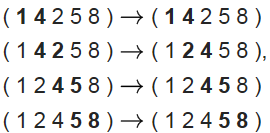 ( 1 4 2 5 8 ) → ( 1 4 2 5 8 )
( 1 4 2 5 8 ) → ( 1 2 4 5 8 ),
( 1 2 4 5 8 ) → ( 1 2 4 5 8 )
( 1 2 4 5 8 ) → ( 1 2 4 5 8 )